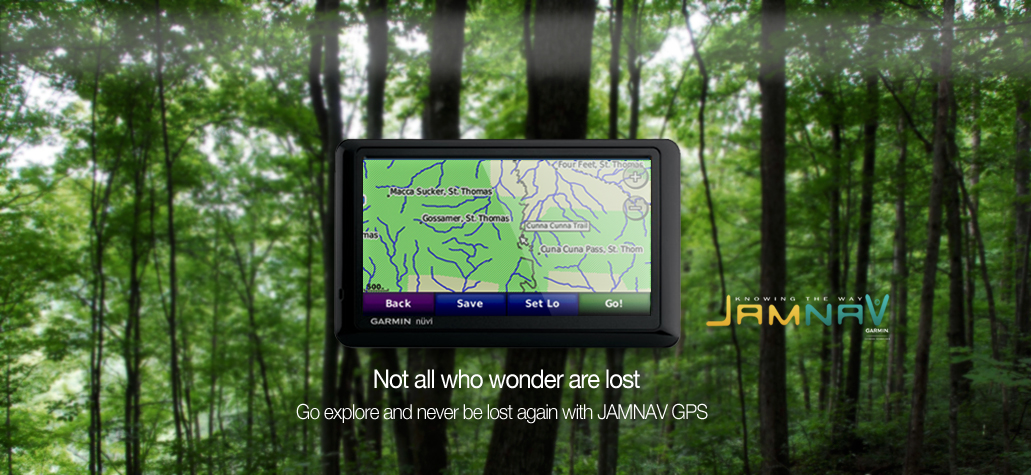 Four Feet, St. Thomas
Macca Sucker, St. Thomas
Gossamer, St. Thomas
Cunna Cunna Trail
mas
Cuna Cuna Pass, St. Thom
500
Back
Save
Set Lo
Go!
GARMIN nüvi
KNOWING THE WAY
JAMNAV
GARMIN
Not all who wonder are lost
Go explore and never be lost again with JAMNAV GPS